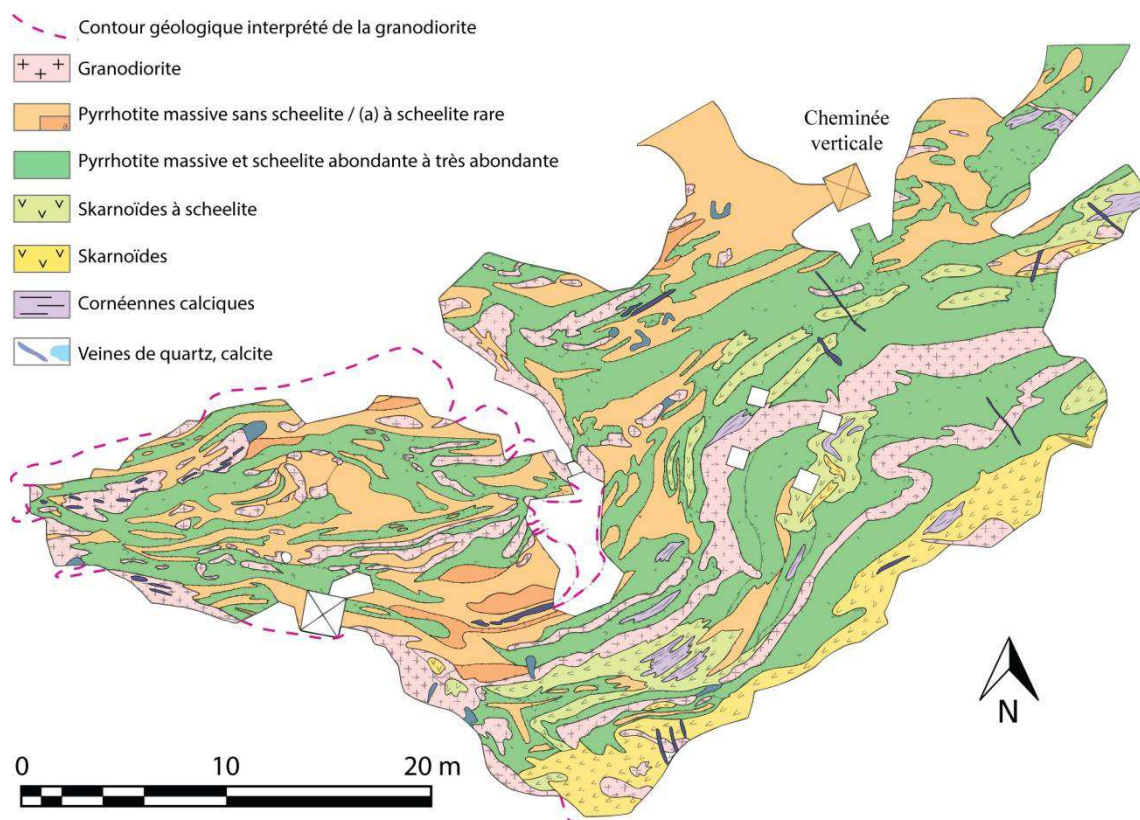 Contour géologique interprété de la granodiorite
Granodiorite
Pyrrhotite massive sans scheelite / (a) à scheelite rare
a
Pyrrhotite massive et scheelite abondante à très abondante
Skarnoïdes à scheelite
Skarnoïdes
Cornéennes calciques
Veines de quartz, calcite
Cheminée
verticale
N
0 10 20 m